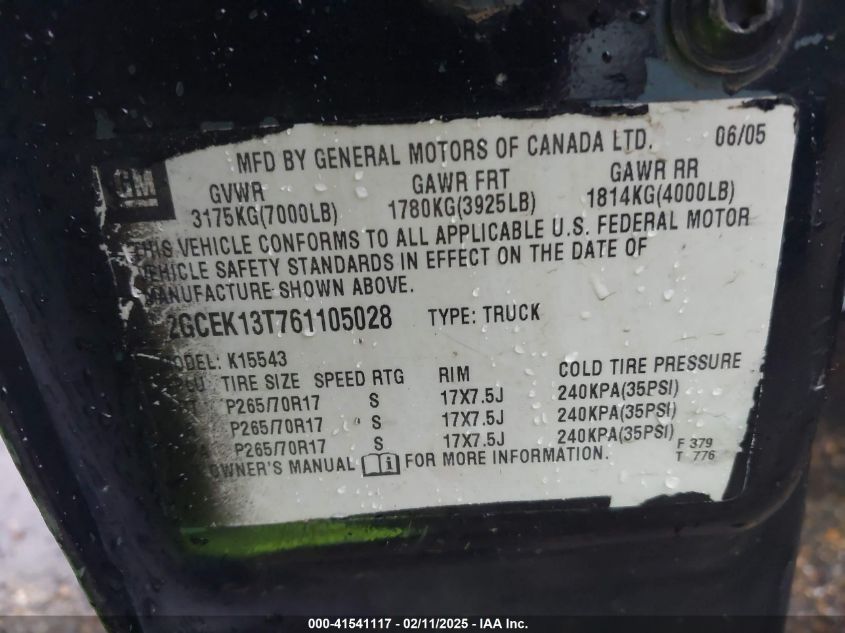 MFD BY GENERAL MOTORS OF CANADA LTD. 06/05
GM
GVWR GAWR FRT GAWR RR
3175KG(7000LB) 1780KG(3925LB) 1814KG(4000LB)
THIS VEHICLE CONFORMS TO ALL APPLICABLE U.S. FEDERAL MOTOR
VEHICLE SAFETY STANDARDS IN EFFECT ON THE DATE OF
MANUFACTURE SHOWN ABOVE.
2GCEK13T761105028 TYPE: TRUCK
MODEL: K15543
TIRE SIZE SPEED RTG RIM COLD TIRE PRESSURE
P265/70R17 S 17X7.5J 240KPA(35PSI)
P265/70R17 S 17X7.5J 240KPA(35PSI)
P265/70R17 S 17X7.5J 240KPA(35PSI)
OWNER'S MANUAL FOR MORE INFORMATION.
F 379
T 776
000-41541117 - 02/11/2025 - IAA Inc.